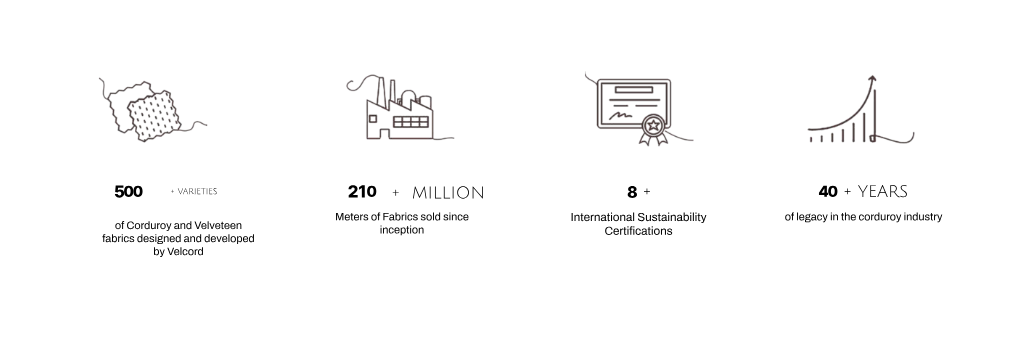 500 + VARIETIES
of Corduroy and Velveteen
fabrics designed and developed
by Velcord
210 + MILLION
Meters of Fabrics sold since
inception
8 +
International Sustainability
Certifications
40 + YEARS
of legacy in the corduroy industry